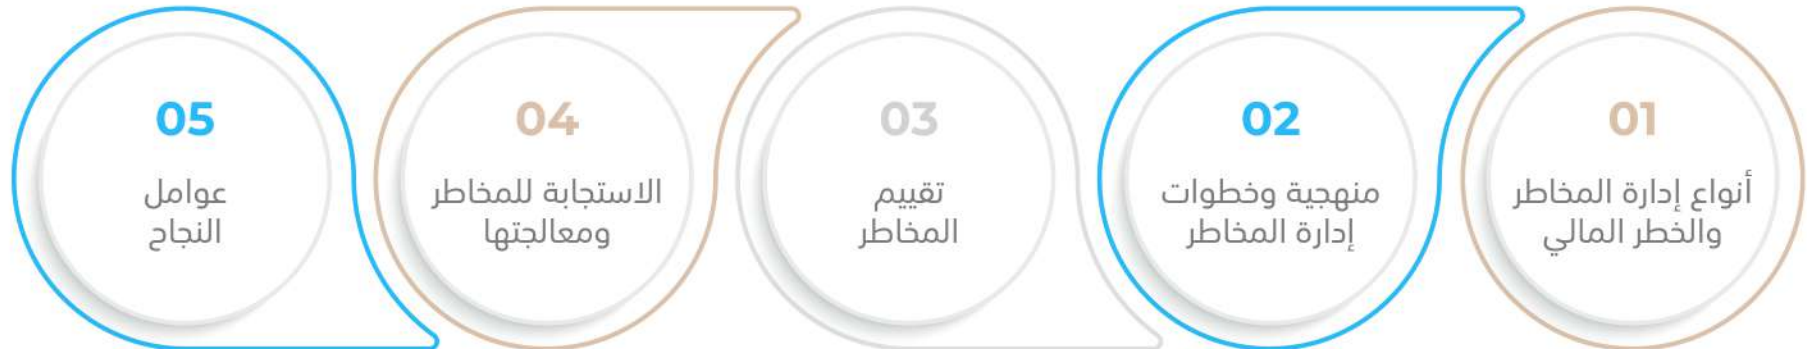 01
أنواع إدارة المخاطر
والخطر المالي
02
منهجية وخطوات
إدارة المخاطر
03
تقييم
المخاطر
04
الاستجابة للمخاطر
ومعالجتها
05
عوامل
النجاح